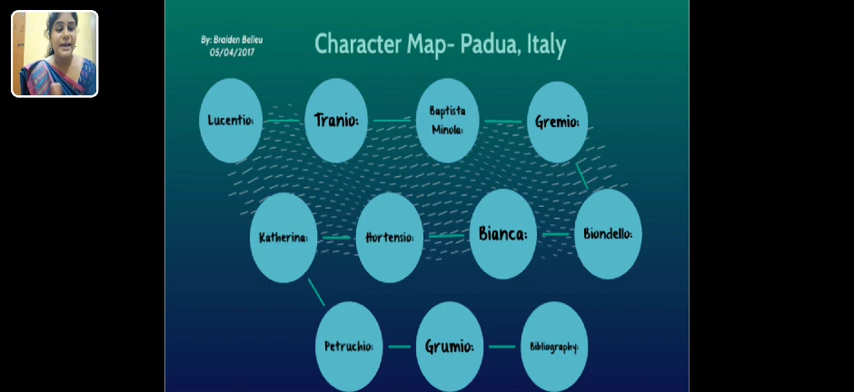 By: Braiden Belieu
05/04/2017
Character Map- Padua, Italy
Lucentio:
Tranio:
Baptista
Minola:
Gremio:
Katherina:
Hortensio:
Bianca:
Biondello:
Petruchio:
Grumio:
Bibliography: